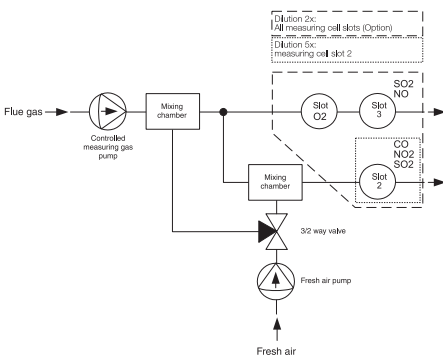 Dilution 2x:
All measuring cell slots (Option)
Dilution 5x:
measuring cell slot 2
SO2
NO
Flue gas
Mixing
chamber
Slot
O2
Slot
3
Controlled
measuring gas
pump
CO
NO2
SO2
Mixing
chamber
Slot
2
3/2 way valve
Fresh air pump
Fresh air